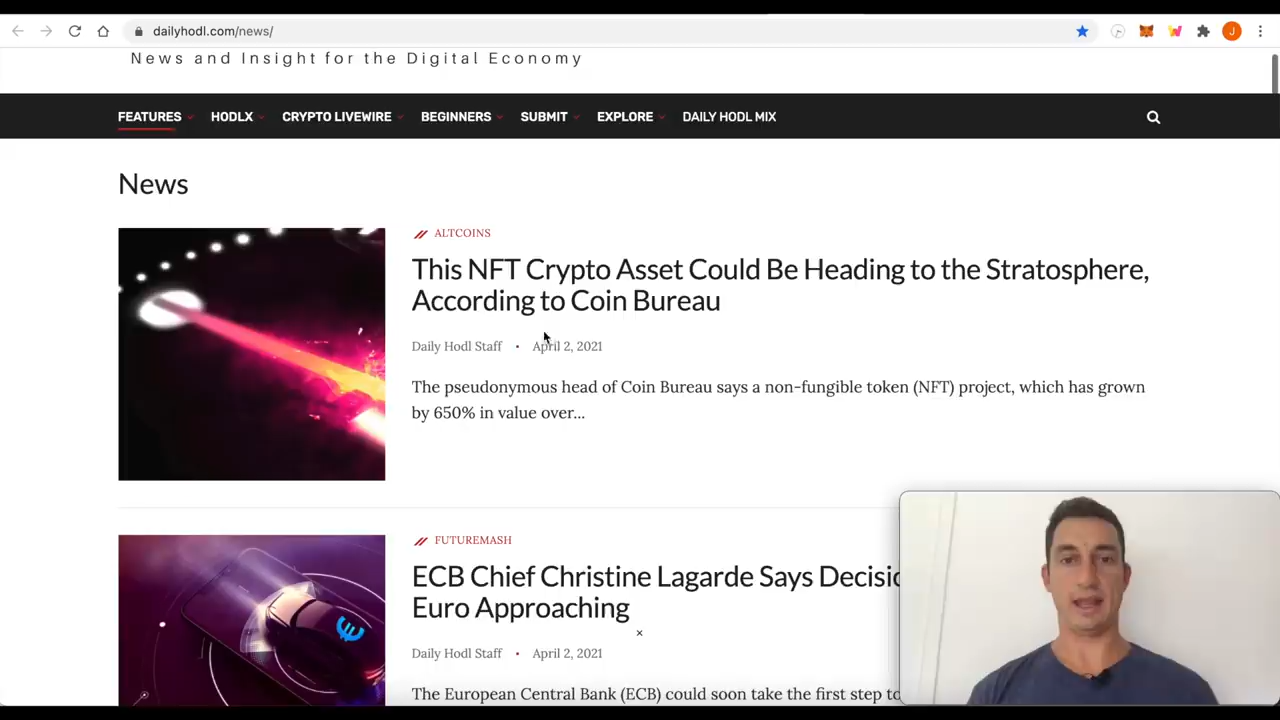 dailyhodl.com/news/
J
News and Insight for the Digital Economy
FEATURES HODLX CRYPTO LIVEWIRE BEGINNERS SUBMIT EXPLORE DAILY HODL MIX
News
ALTCOINS
This NFT Crypto Asset Could Be Heading to the Stratosphere,
According to Coin Bureau
Daily Hodl Staff • April 2, 2021
The pseudonymous head of Coin Bureau says a non-fungible token (NFT) project, which has grown
by 650% in value over...
FUTUREMASH
ECB Chief Christine Lagarde Says
Euro Approaching
Daily Hodl Staff • April 2, 2021
The European Central Bank (ECB) could soon take the first step to